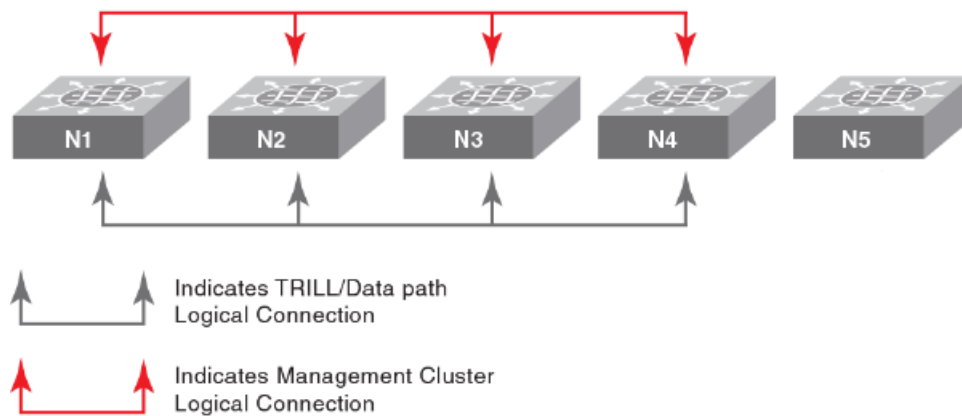 N1 N2 N3 N4 N5
Indicates TRILL/Data path
Logical Connection
Indicates Management Cluster
Logical Connection